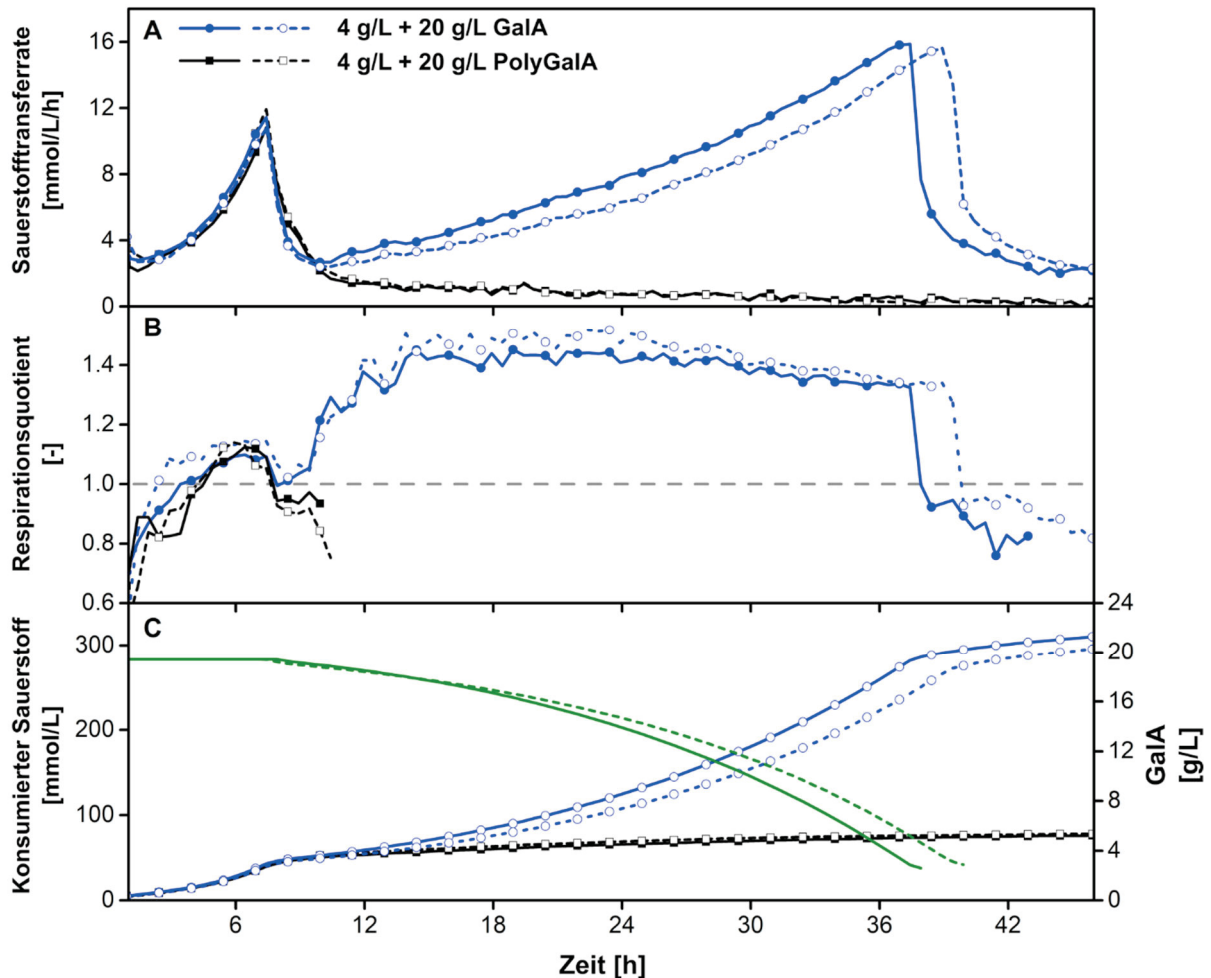 A
4 g/L + 20 g/L GalA
4 g/L + 20 g/L PolyGalA
Sauerstofftransferrate
[mmol/L/h]
16
12
8
4
0
B
Respirationsquotient
[-]
1.4
1.2
1.0
0.8
0.6
C
Konsumierter Sauerstoff
[mmol/L]
300
200
100
0
24
20
16
12
8
4
0
GalA
[g/L]
6 12 18 24 30 36 42
Zeit [h]